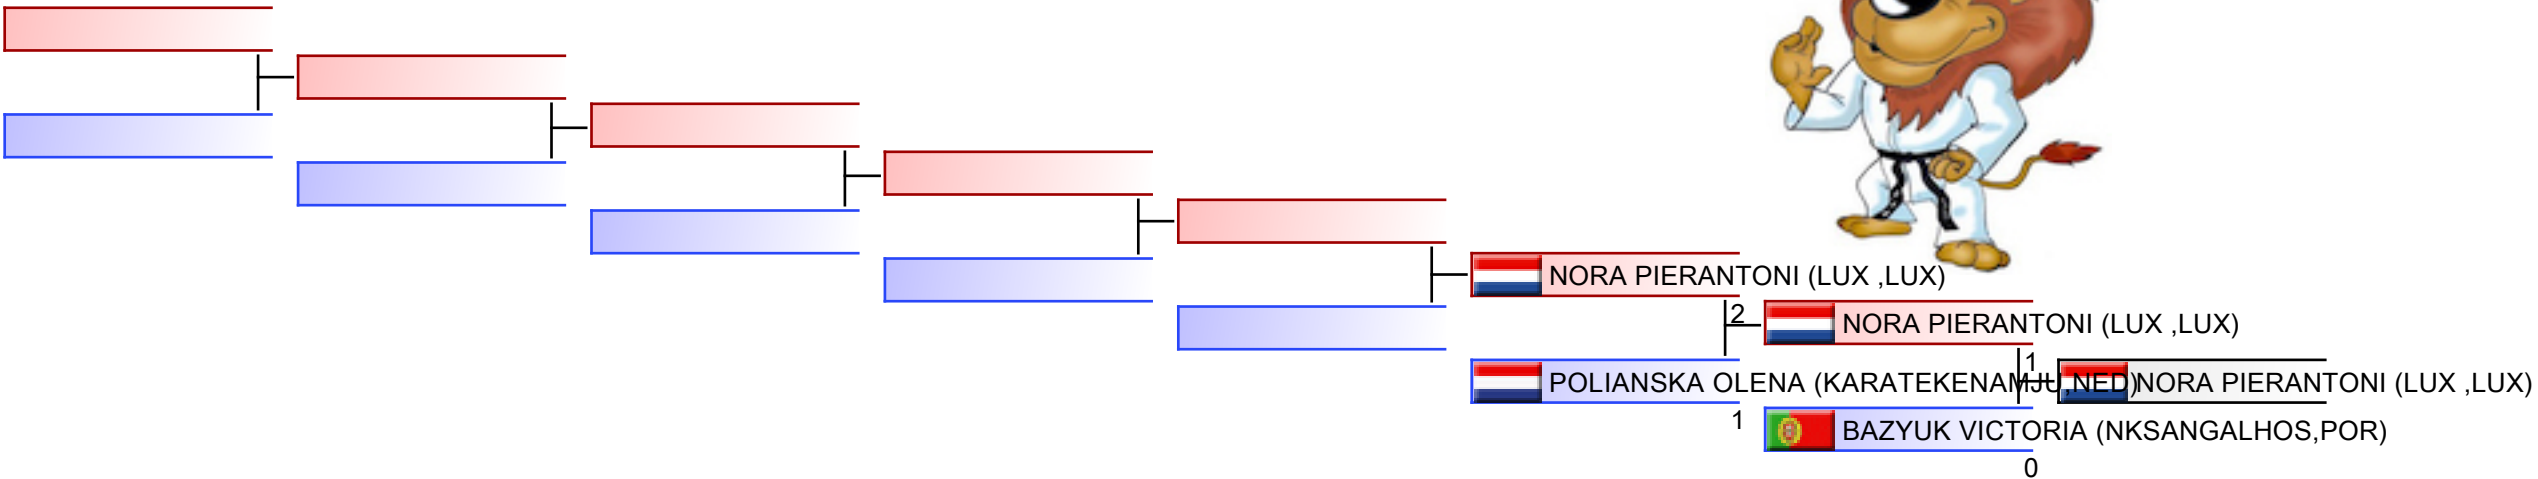 NORA PIERANTONI (LUX ,LUX)
2
NORA PIERANTONI (LUX ,LUX)
1
POLIANSKA OLENA (KARATEKENAMJU ,NED)
NORA PIERANTONI (LUX ,LUX)
1
BAZYUK VICTORIA (NKSANGALHOS,POR)
0